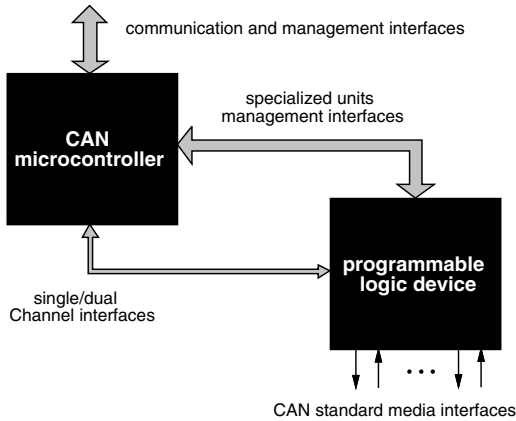 communication and management interfaces
specialized units
management interfaces
CAN
microcontroller
programmable
logic device
single/dual
Channel interfaces
CAN standard media interfaces